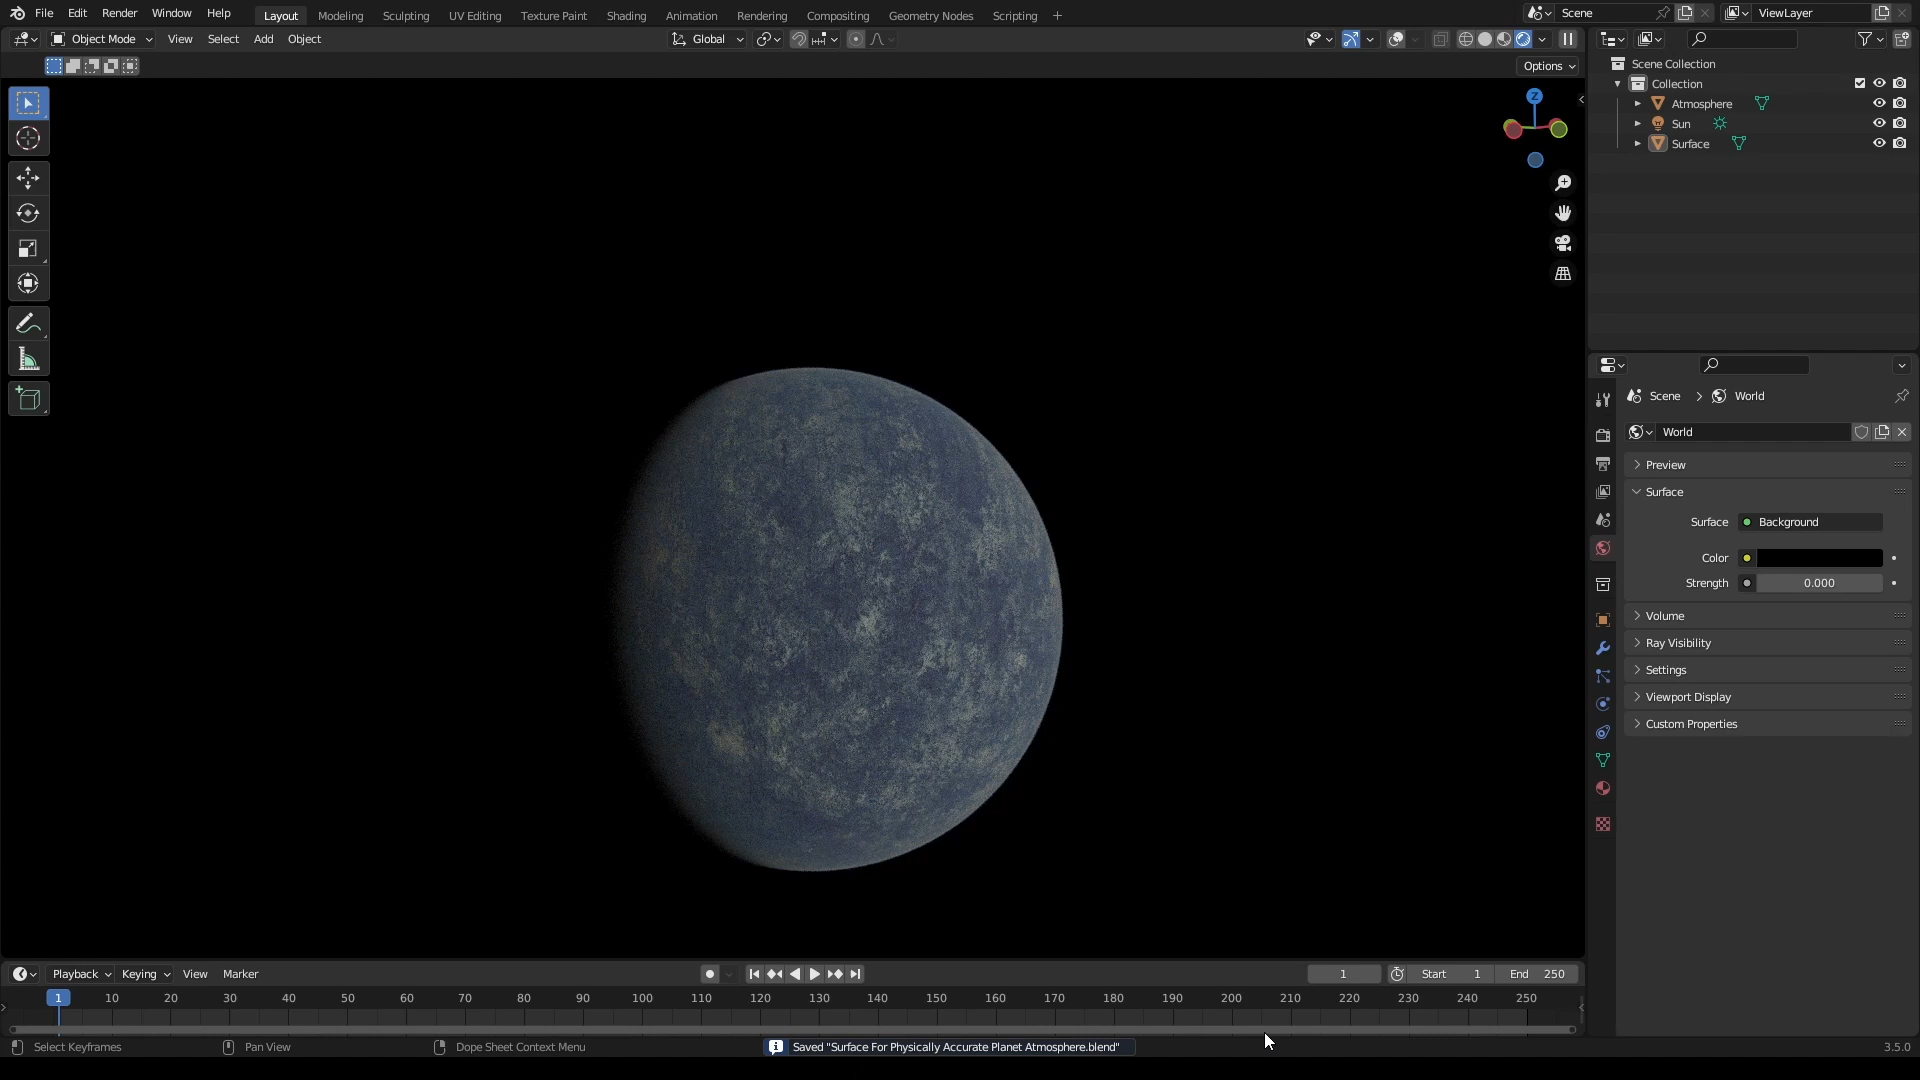 File Edit Render Window Help Layout Modeling Sculpting UV Editing Texture Paint Shading Animation Rendering Compositing Geometry Nodes Scripting + Scene ViewLayer
Object Mode View Select Add Object Global
Options
Z
Scene Collection
Collection
Atmosphere
Sun
Surface
Scene > World
World
Preview
Surface
Surface Background
Color
Strength 0.000
Volume
Ray Visibility
Settings
Viewport Display
Custom Properties
Playback Keying View Marker 1 Start 1 End 250
1 10 20 30 40 50 60 70 80 90 100 110 120 130 140 150 160 170 180 190 200 210 220 230 240 250
Select Keyframes Pan View Dope Sheet Context Menu Saved "Surface For Physically Accurate Planet Atmosphere.blend" 3.5.0